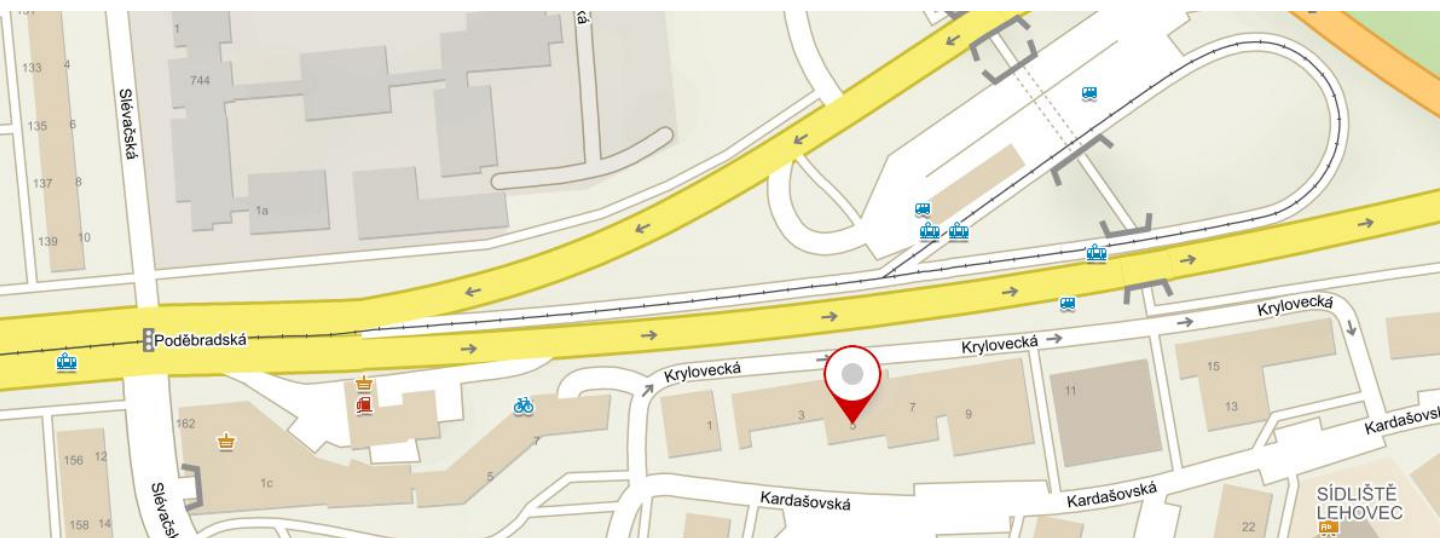 1
744
133
4
Slévačská
135
6
137
8
1a
139
10
Poděbradská
Krylovecká
Krylovecká
Krylovecká
162
1
3
5
7
9
11
15
13
Kardašovsk
156
12
1c
5
7
Slévačsk
Kardašovská
Kardašovská
SÍDLIŠTĚ
LEHOVEC
158
14
22